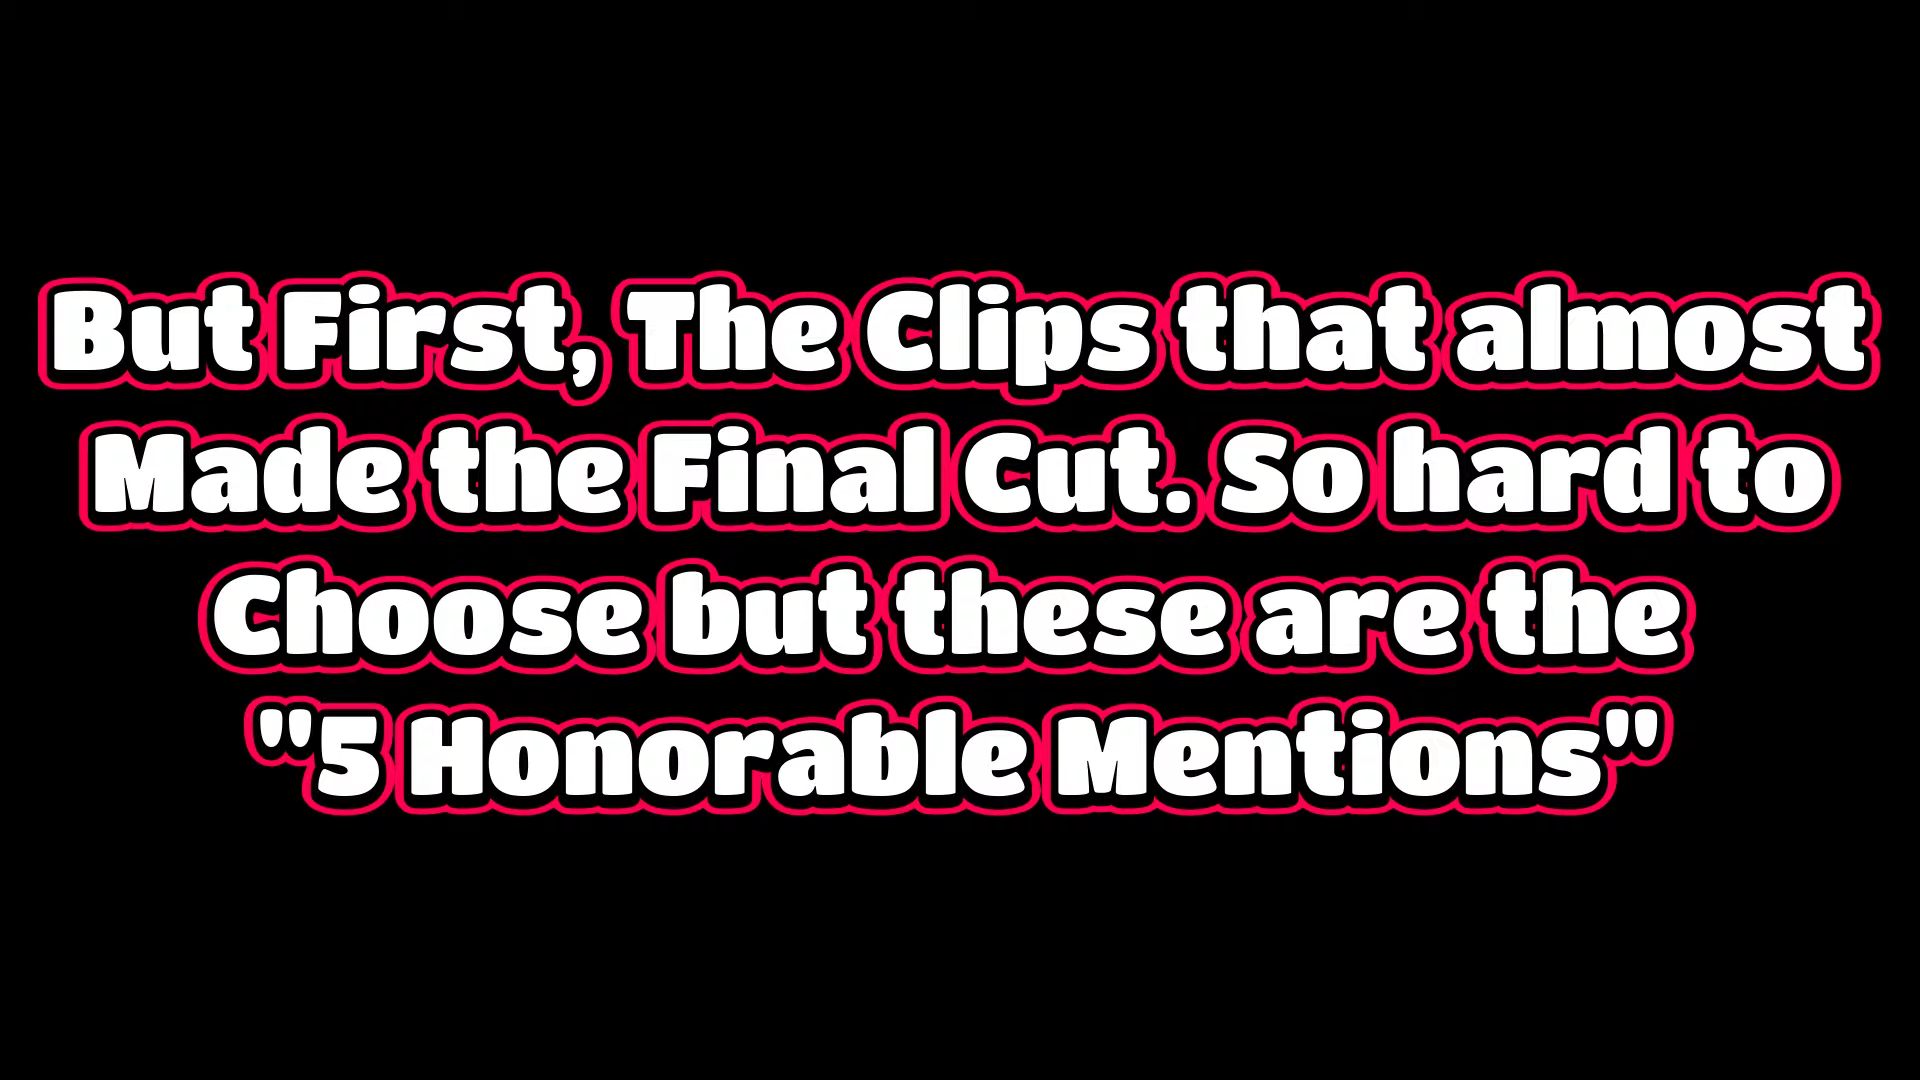 But First, The Clips that almost
Made the Final Cut. So hard to
Choose but these are the
"5 Honorable Mentions"